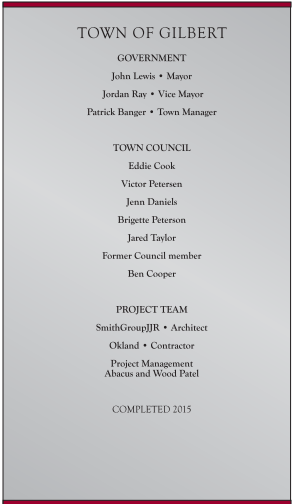 TOWN OF GILBERT
GOVERNMENT
John Lewis • Mayor
Jordan Ray • Vice Mayor
Patrick Banger • Town Manager
TOWN COUNCIL
Eddie Cook
Victor Petersen
Jenn Daniels
Brigette Peterson
Jared Taylor
Former Council member
Ben Cooper
PROJECT TEAM
SmithGroupJJR • Architect
Okland • Contractor
Project Management
Abacus and Wood Patel
COMPLETED 2015